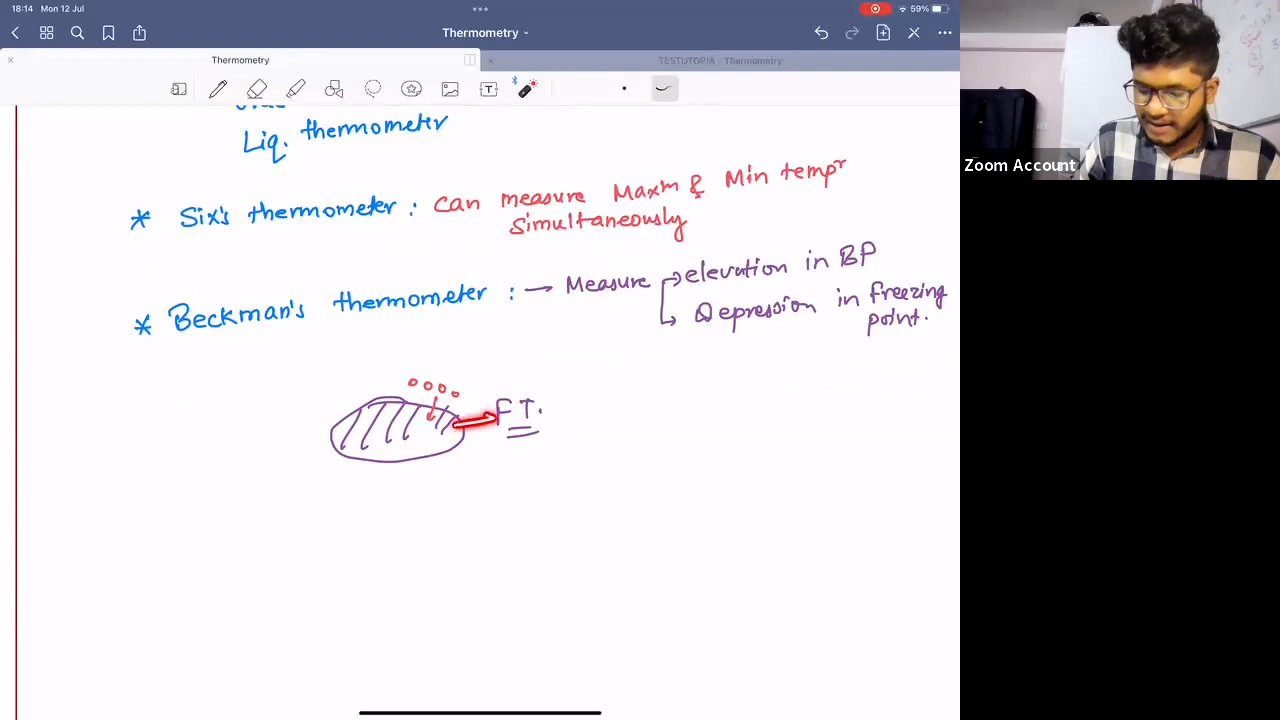 18:14 Mon 12 Jul
59%
Thermometry
Thermometry
TESTUTOPIA - Thermometry
Zoom Account
Liq. thermometer
* Six's thermometer : can measure Maxm & Min tempr
Simultaneously
* Beckman's thermometer : → Measure → elevation in BP
→ Depression in freezing
point.
F T.